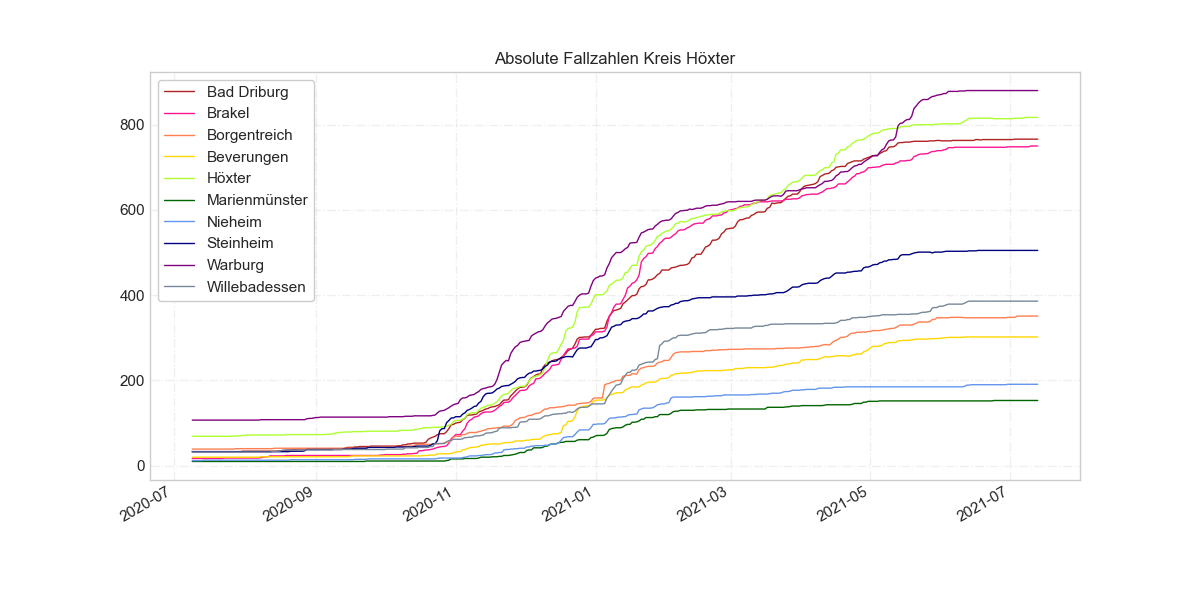 Absolute Fallzahlen Kreis Höxter
Bad Driburg
Brakel
Borgentreich
Beverungen
Höxter
Marienmünster
Nieheim
Steinheim
Warburg
Willebadessen
800
600
400
200
0
2020-07
2020-09
2020-11
2021-01
2021-03
2021-05
2021-07